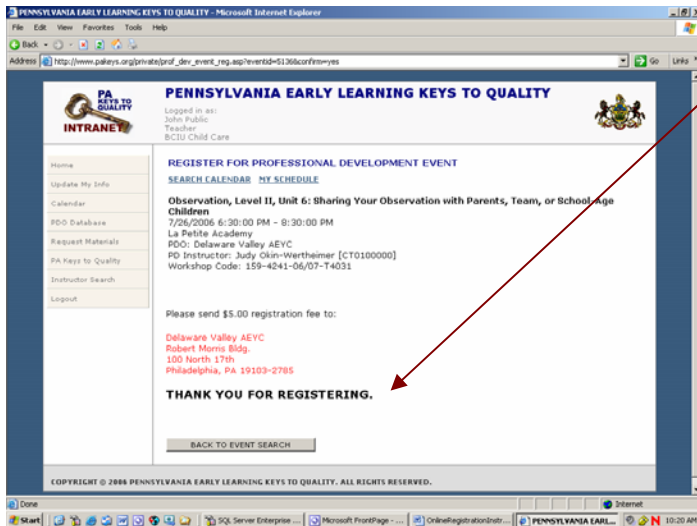 PENNSYLVANIA EARLY LEARNING KEYS TO QUALITY - Microsoft Internet Explorer
File Edit View Favorites Tools Help
Back
Address http://www.pakeys.org/private/prof_dev_event_reg.asp?eventid=5136&confirm=yes Go Links
PA
KEYS TO
QUALITY
INTRANET
PENNSYLVANIA EARLY LEARNING KEYS TO QUALITY
Logged in as:
John Public
Teacher
BCIU Child Care
Home
Update My Info
Calendar
PDO Database
Request Materials
PA Keys to Quality
Instructor Search
Logout
REGISTER FOR PROFESSIONAL DEVELOPMENT EVENT
SEARCH CALENDAR MY SCHEDULE
Observation, Level II, Unit 6: Sharing Your Observation with Parents, Team, or School-Age
Children
7/26/2006 6:30:00 PM - 8:30:00 PM
La Petite Academy
PDO: Delaware Valley AEYC
PD Instructor: Judy Okin-Wertheimer [CT0100000]
Workshop Code: 159-4241-06/07-T4031
Please send $5.00 registration fee to:
Delaware Valley AEYC
Robert Morris Bldg.
100 North 17th
Philadelphia, PA 19103-2785
THANK YOU FOR REGISTERING.
BACK TO EVENT SEARCH
COPYRIGHT © 2006 PENNSYLVANIA EARLY LEARNING KEYS TO QUALITY. ALL RIGHTS RESERVED.
Done Internet
Start SQL Server Enterprise ... Microsoft FrontPage - ... OnlineRegistrationInstr... PENNSYLVANIA EARL... 10:20 AM